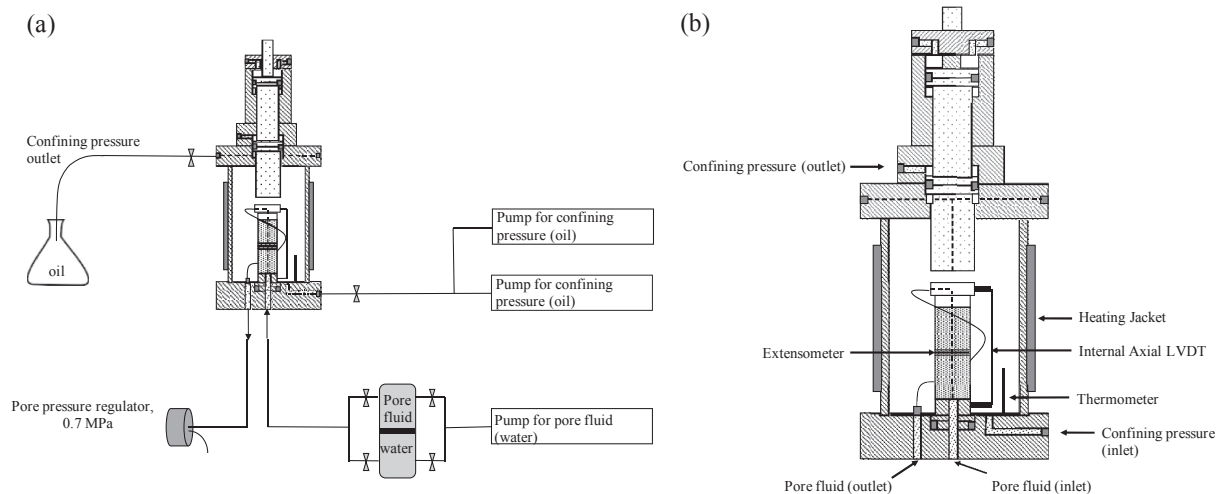 (a)
Confining pressure
outlet
oil
Pump for confining
pressure (oil)
Pump for confining
pressure (oil)
Pore pressure regulator,
0.7 MPa
Pore
fluid
water
Pump for pore fluid
(water)
(b)
Confining pressure (outlet)
Heating Jacket
Extensometer
Internal Axial LVDT
Thermometer
Confining pressure
(inlet)
Pore fluid (outlet)
Pore fluid (inlet)